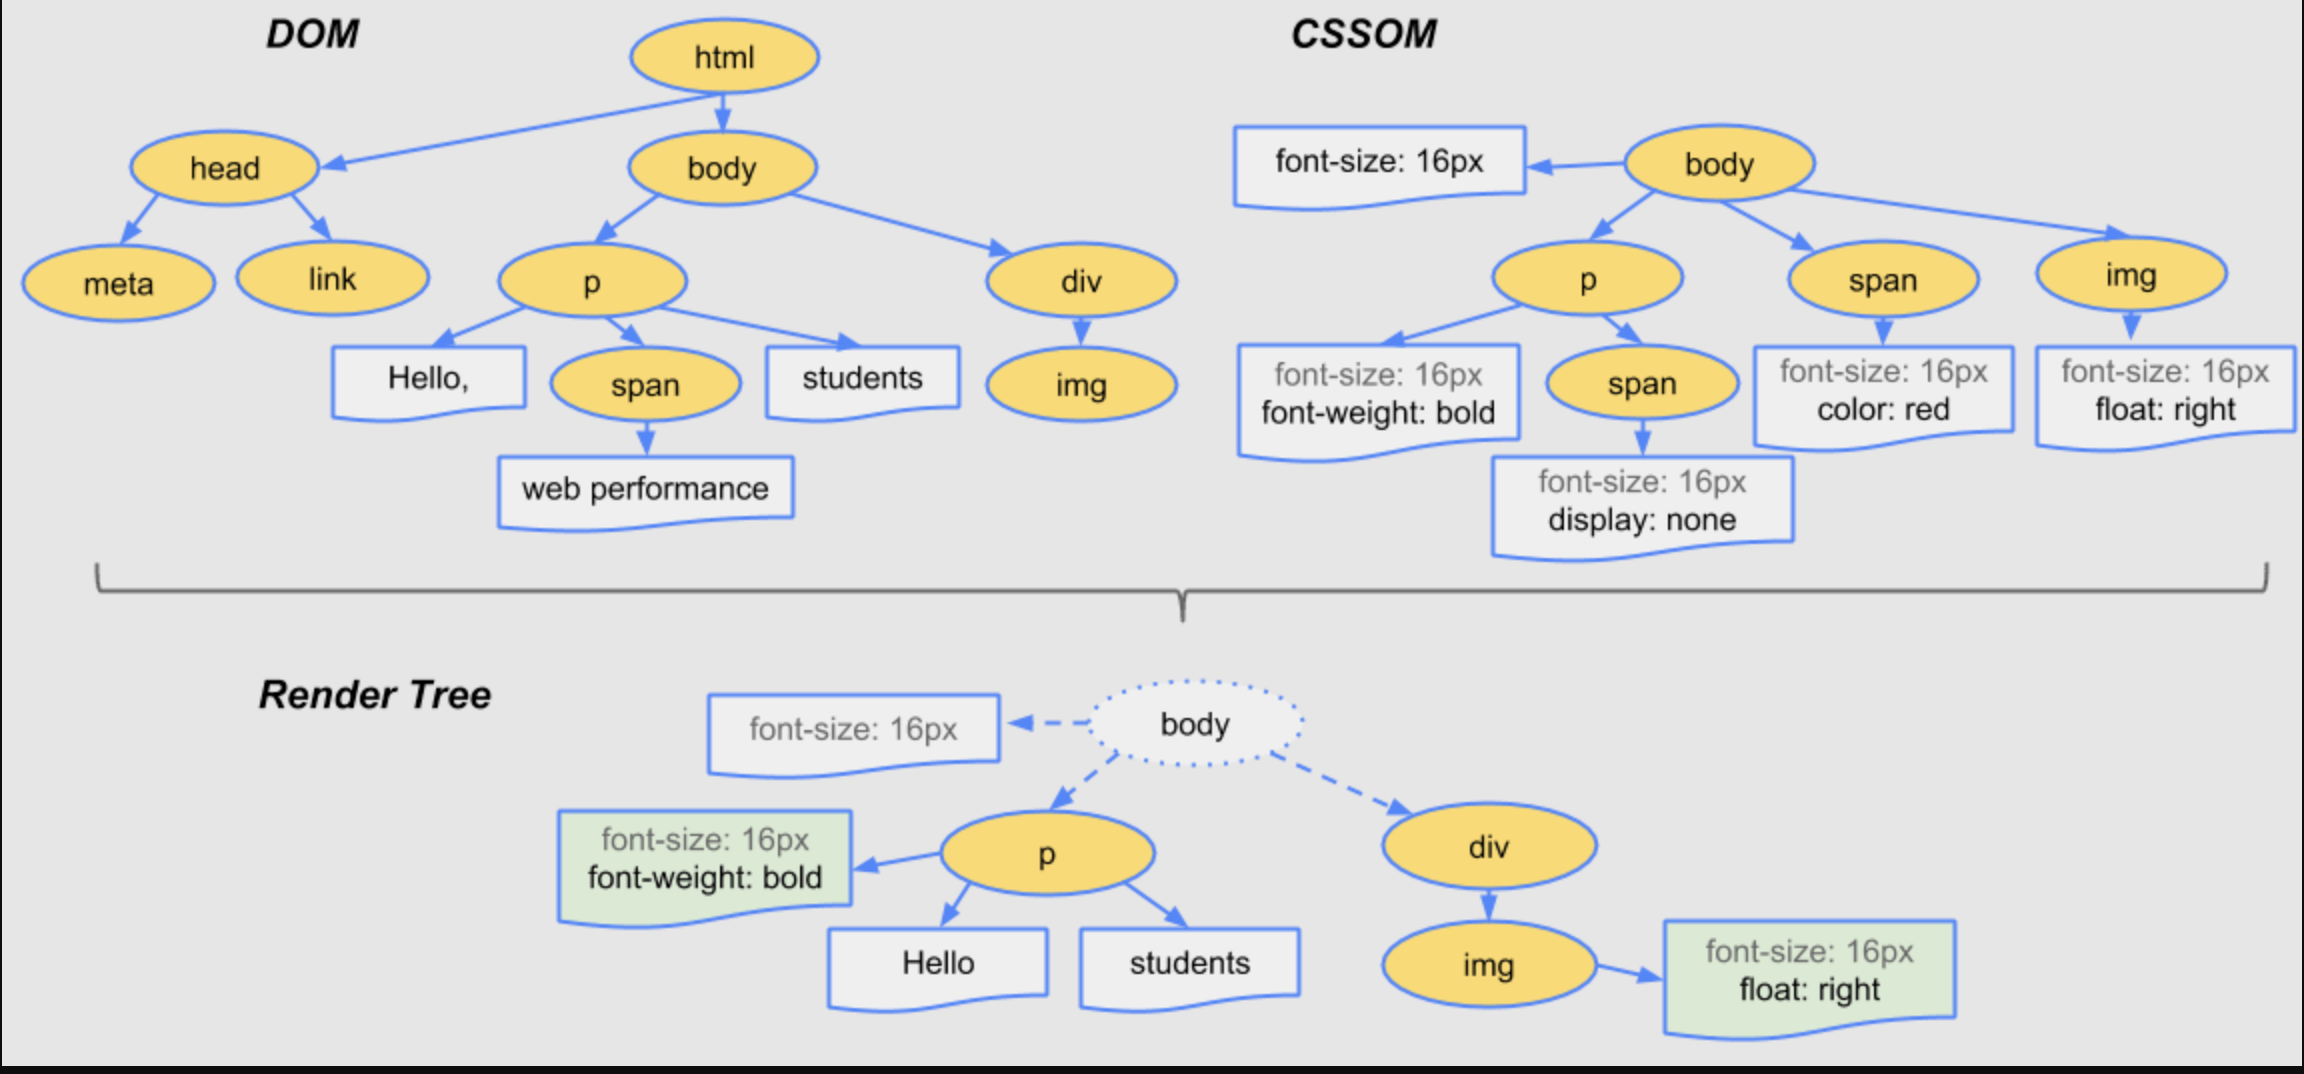 DOM
html
head
body
meta
link
p
div
Hello,
span
students
img
web performance
CSSOM
font-size: 16px
body
p
span
img
font-size: 16px
font-weight: bold
span
font-size: 16px
color: red
font-size: 16px
float: right
font-size: 16px
display: none
Render Tree
font-size: 16px
body
font-size: 16px
font-weight: bold
p
div
Hello
students
img
font-size: 16px
float: right